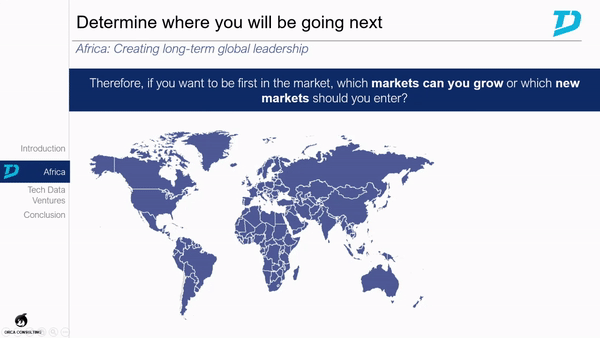 Determine where you will be going next
Africa: Creating long-term global leadership
Therefore, if you want to be first in the market, which markets can you grow or which new
markets should you enter?
Introduction
Africa
Tech Data
Ventures
Conclusion
ORCA CONSULTING